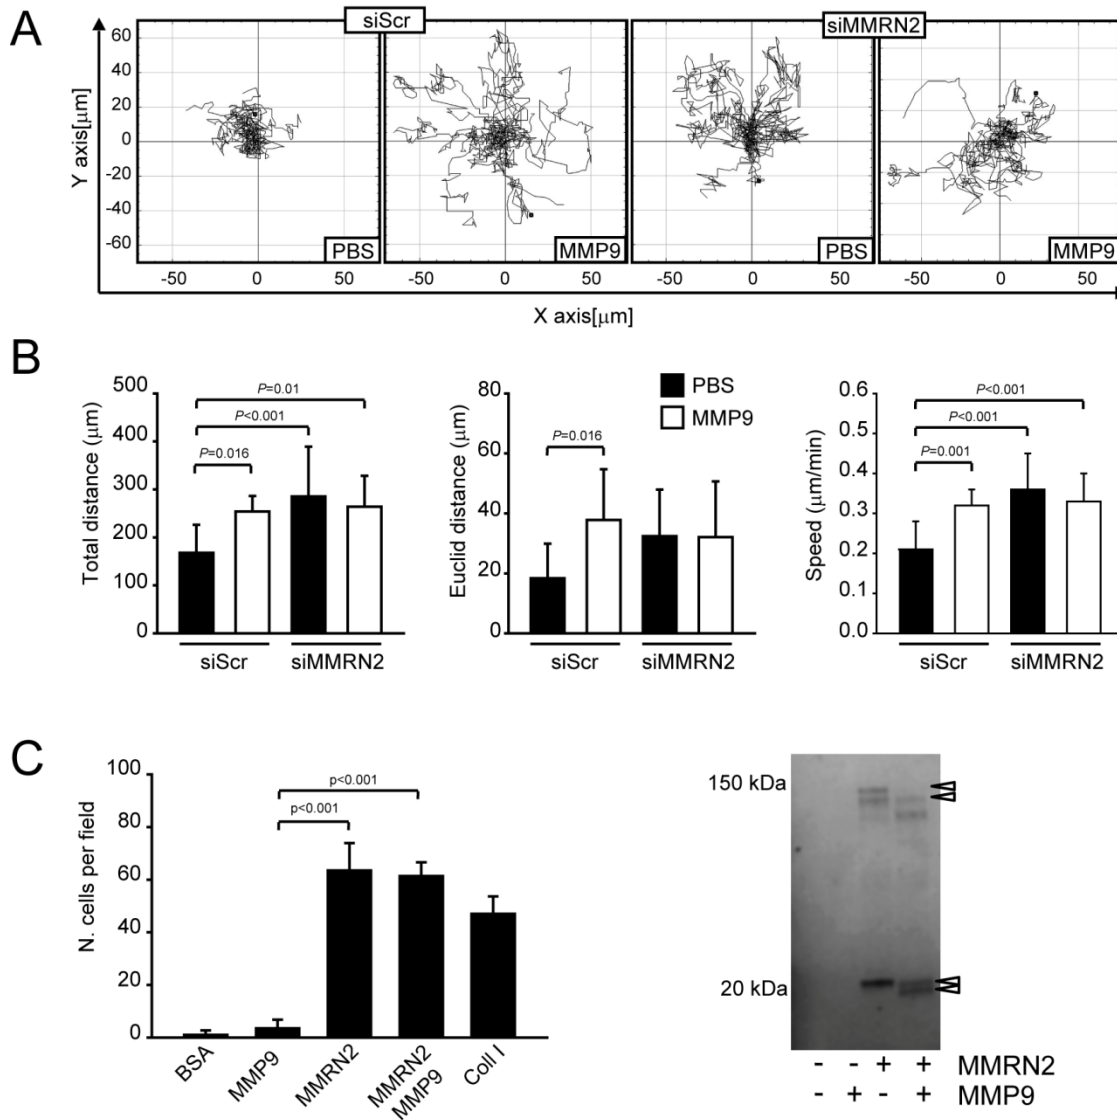 A
siScr
siMMRN2
Y axis[μm]
60
40
20
0
-20
-40
-60
PBS
MMP9
PBS
MMP9
-50 0 50 -50 0 50 -50 0 50 -50 0 50
X axis[μm]
B
Total distance (μm)
500
400
300
200
100
0
P=0.01
P<0.001
P=0.016
siScr siMMRN2
Euclid distance (μm)
80
60
40
20
0
P=0.016
PBS
MMP9
siScr siMMRN2
Speed (μm/min)
0.6
0.5
0.4
0.3
0.2
0.1
0.0
P<0.001
P<0.001
P=0.001
siScr siMMRN2
C
N. cells per field
100
80
60
40
20
0
p<0.001
p<0.001
BSA
MMP9
MMRN2
MMRN2
MMP9
Coll I
150 kDa
20 kDa
- - + + MMRN2
- + - + MMP9